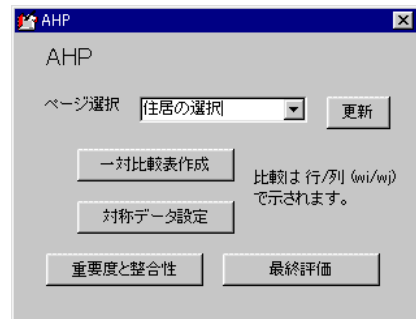 AHP
AHP
ページ選択 住居の選択 更新
一対比較表作成
比較は 行/列 (wi/wj)
で示されます。
対称データ設定
重要度と整合性 最終評価